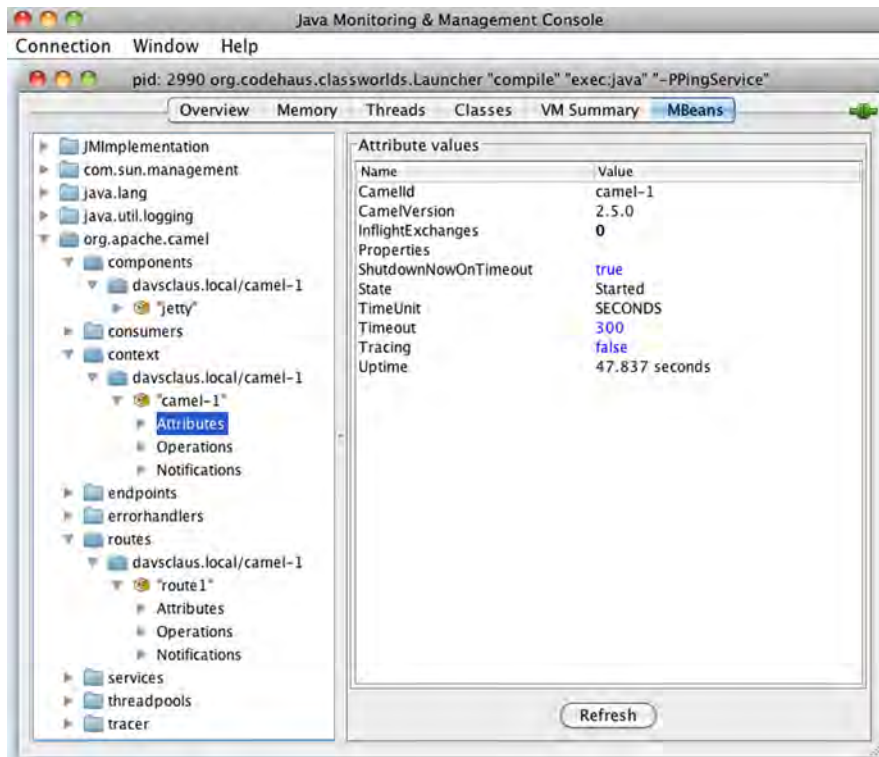 Java Monitoring & Management Console
Connection Window Help
pid: 2990 org.codehaus.classworlds.Launcher "compile" "exec:java" "-PPingService"
Overview Memory Threads Classes VM Summary MBeans
JMImplementation
com.sun.management
java.lang
java.util.logging
org.apache.camel
components
davsclaus.local/camel-1
"jetty"
consumers
context
davsclaus.local/camel-1
"camel-1"
Attributes
Operations
Notifications
endpoints
errorhandlers
routes
davsclaus.local/camel-1
"route1"
Attributes
Operations
Notifications
services
threadpools
tracer
Attribute values
Name Value
CamelId camel-1
CamelVersion 2.5.0
InflightExchanges 0
Properties
ShutdownNowOnTimeout true
State Started
TimeUnit SECONDS
Timeout 300
Tracing false
Uptime 47.837 seconds
Refresh